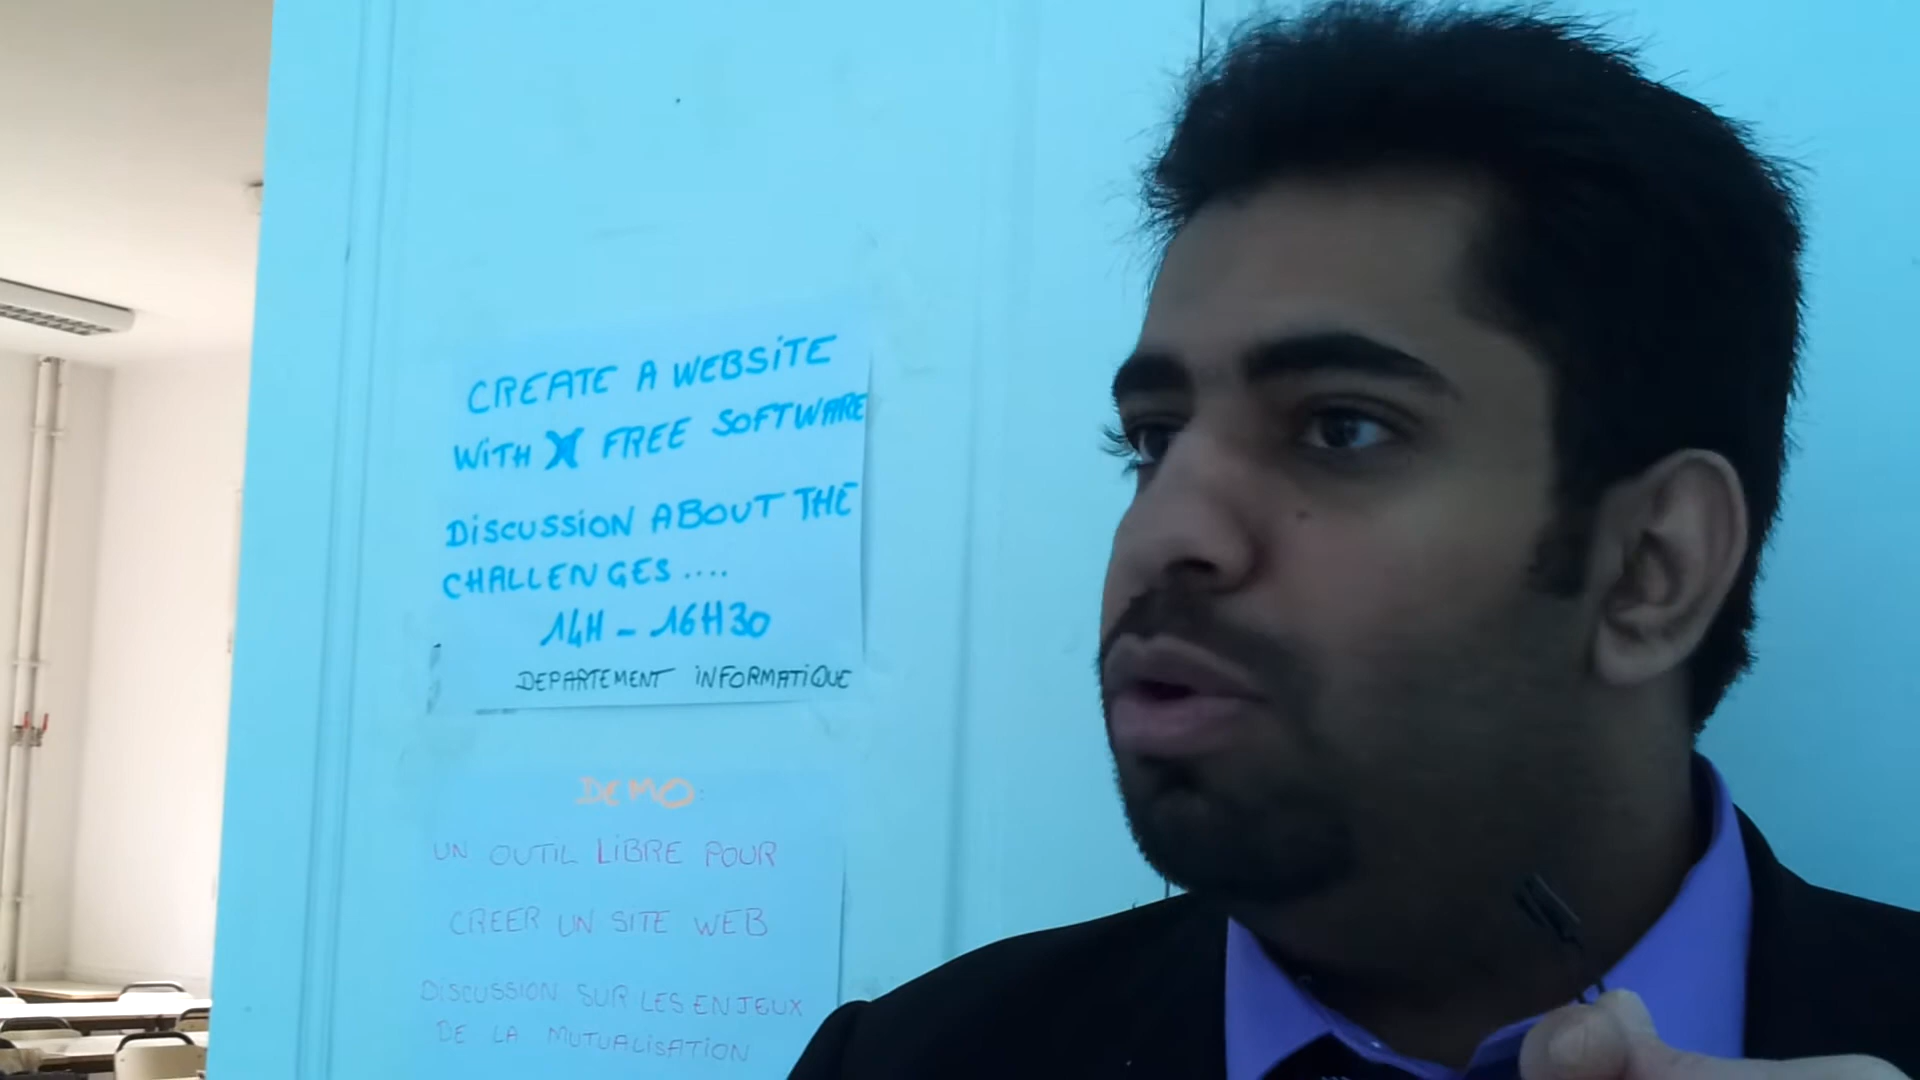 CREATE A WEBSITE
WITH FREE SOFTWARE
DISCUSSION ABOUT THE
CHALLENGES ....
14H - 16H30
DEPARTEMENT INFORMATIQUE
DEMO:
UN OUTIL LIBRE POUR
CREER UN SITE WEB
DISCUSSION SUR LES ENJEUX
DE LA MUTUALISATION